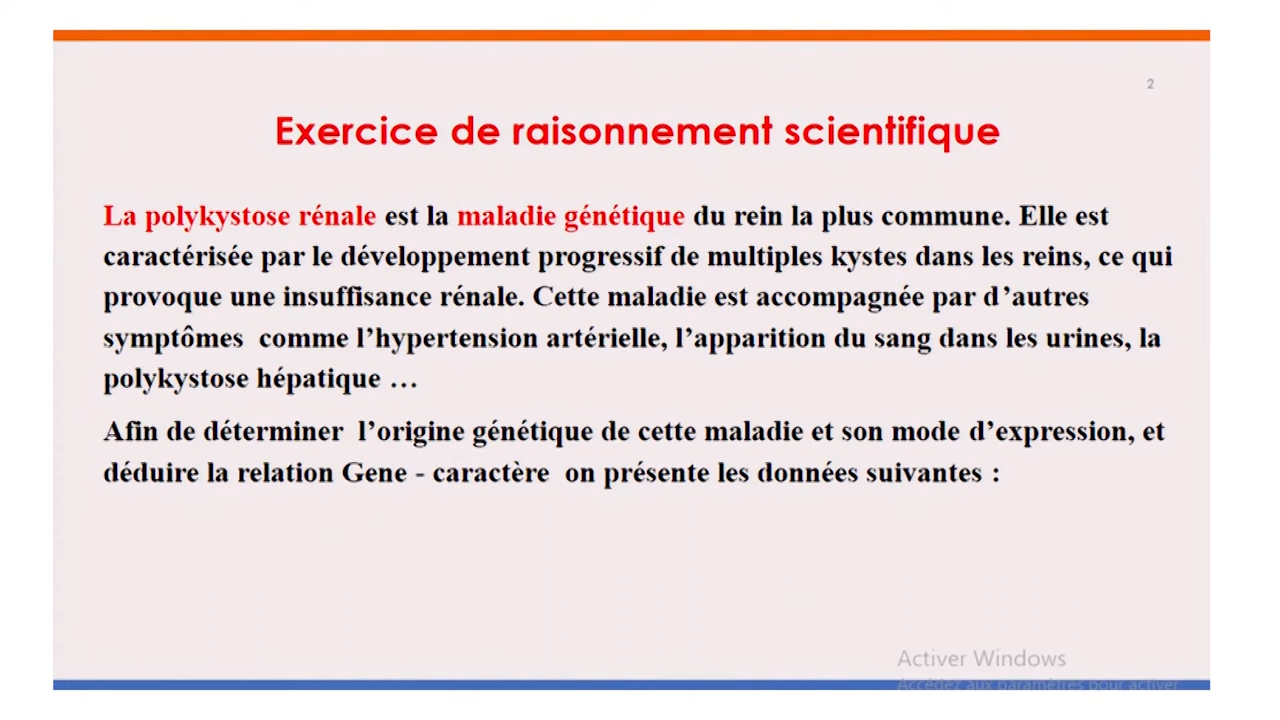 2
Exercice de raisonnement scientifique
La polykystose rénale est la maladie génétique du rein la plus commune. Elle est
caractérisée par le développement progressif de multiples kystes dans les reins, ce qui
provoque une insuffisance rénale. Cette maladie est accompagnée par d’autres
symptômes comme l’hypertension artérielle, l’apparition du sang dans les urines, la
polykystose hépatique …
Afin de déterminer l’origine génétique de cette maladie et son mode d’expression, et
déduire la relation Gene - caractère on présente les données suivantes :
Activer Windows
Accédez aux paramètres pour activer